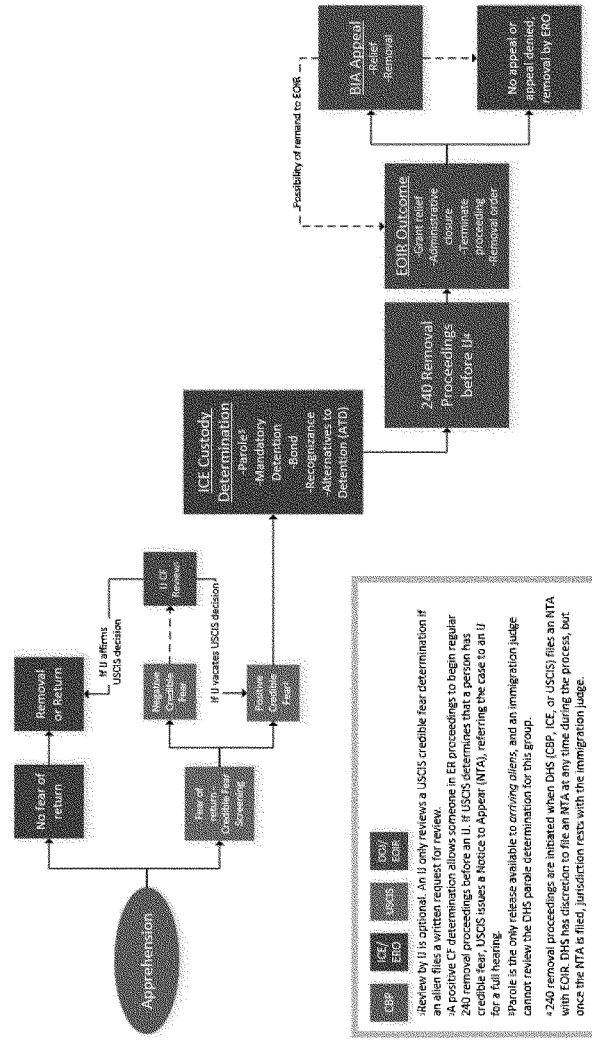 Apprehension
No fear of
return
Removal
or Return
If IJ affirms
USCIS decision
Fear of
return -
Credible Fear
Screening
Negative
Credible
Fear
IJ CF
Review¹
If IJ vacates USCIS decision
Positive
Credible
Fear²
ICE Custody
Determination
-Parole³
-Mandatory
Detention
-Bond
-Recognizance
-Alternatives to
Detention (ATD)
240 Removal
Proceedings
before IJ⁴
EOIR Outcome
-Grant relief
-Administrative
closure
-Terminate
proceeding
-Removal order
Possibility of remand to EOIR
BIA Appeal
-Relief
-Removal
No appeal or
appeal denied,
removal by ERO
CBP
ICE/
ERO
USCIS
DOJ/
EOIR
¹Review by IJ is optional. An IJ only reviews a USCIS credible fear determination if
an alien files a written request for review.
²A positive CF determination allows someone in ER proceedings to begin regular
240 removal proceedings before an IJ. If USCIS determines that a person has
credible fear, USCIS issues a Notice to Appear (NTA), referring the case to an IJ
for a full hearing.
³Parole is the only release available to arriving aliens, and an immigration judge
cannot review the DHS parole determination for this group.
⁴240 removal proceedings are initiated when DHS (CBP, ICE, or USCIS) files an NTA
with EOIR. DHS has discretion to file an NTA at any time during the process, but
once the NTA is filed, jurisdiction rests with the immigration judge.